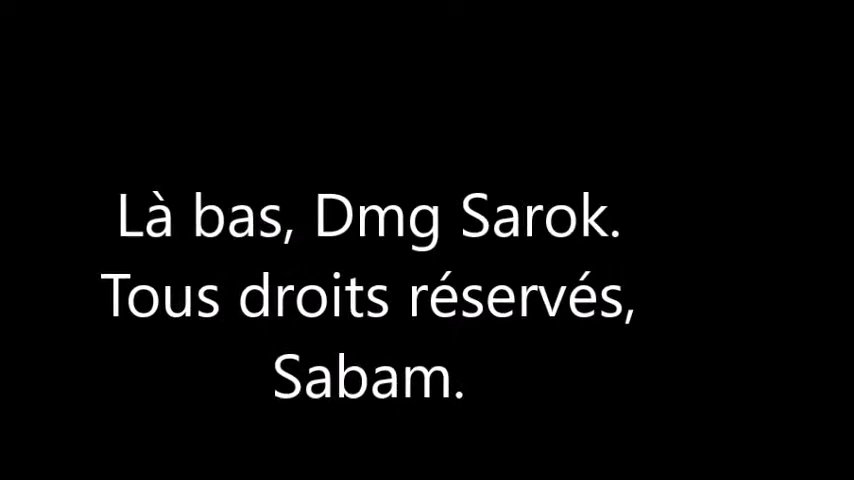 Là bas, Dmg Sarok.
Tous droits réservés,
Sabam.